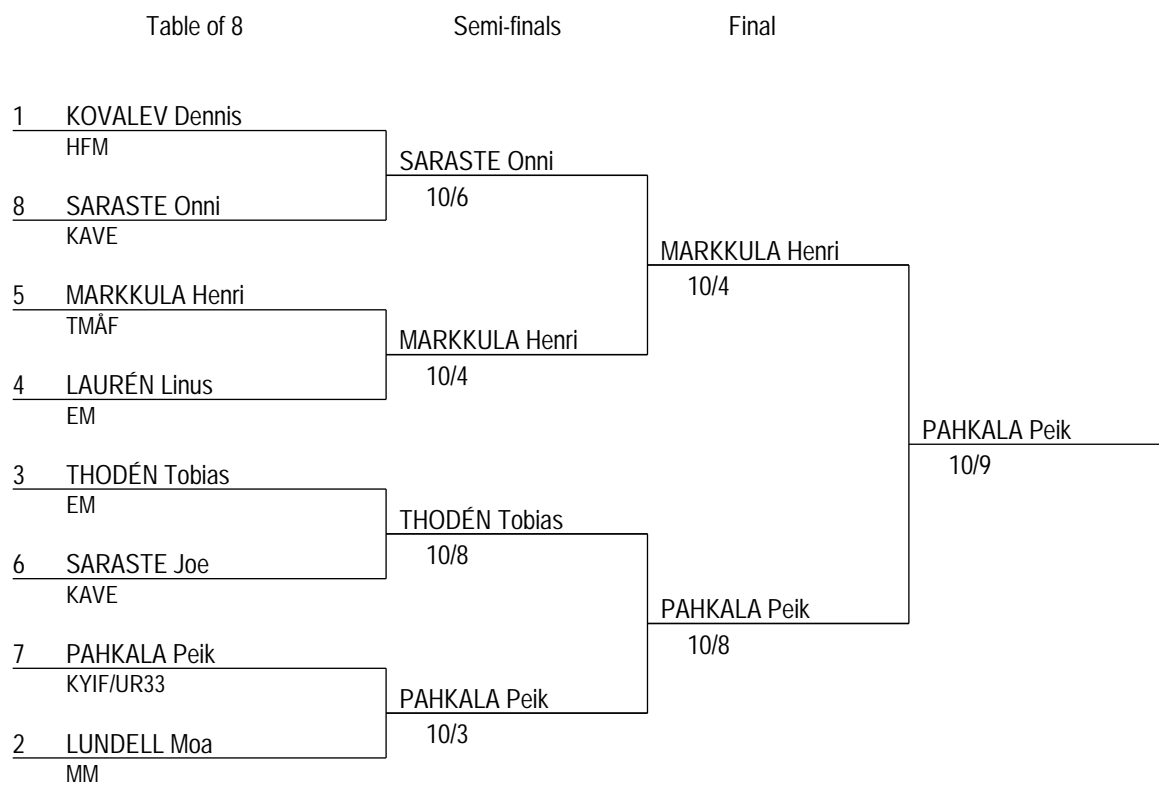 Table of 8 Semi-finals Final
1 KOVALEV Dennis
HFM
SARASTE Onni
10/6
8 SARASTE Onni
KAVE
MARKKULA Henri
10/4
5 MARKKULA Henri
TMÅF
MARKKULA Henri
10/4
4 LAURÉN Linus
EM
PAHKALA Peik
10/9
3 THODÉN Tobias
EM
THODÉN Tobias
10/8
6 SARASTE Joe
KAVE
PAHKALA Peik
10/8
7 PAHKALA Peik
KYIF/UR33
PAHKALA Peik
10/3
2 LUNDELL Moa
MM